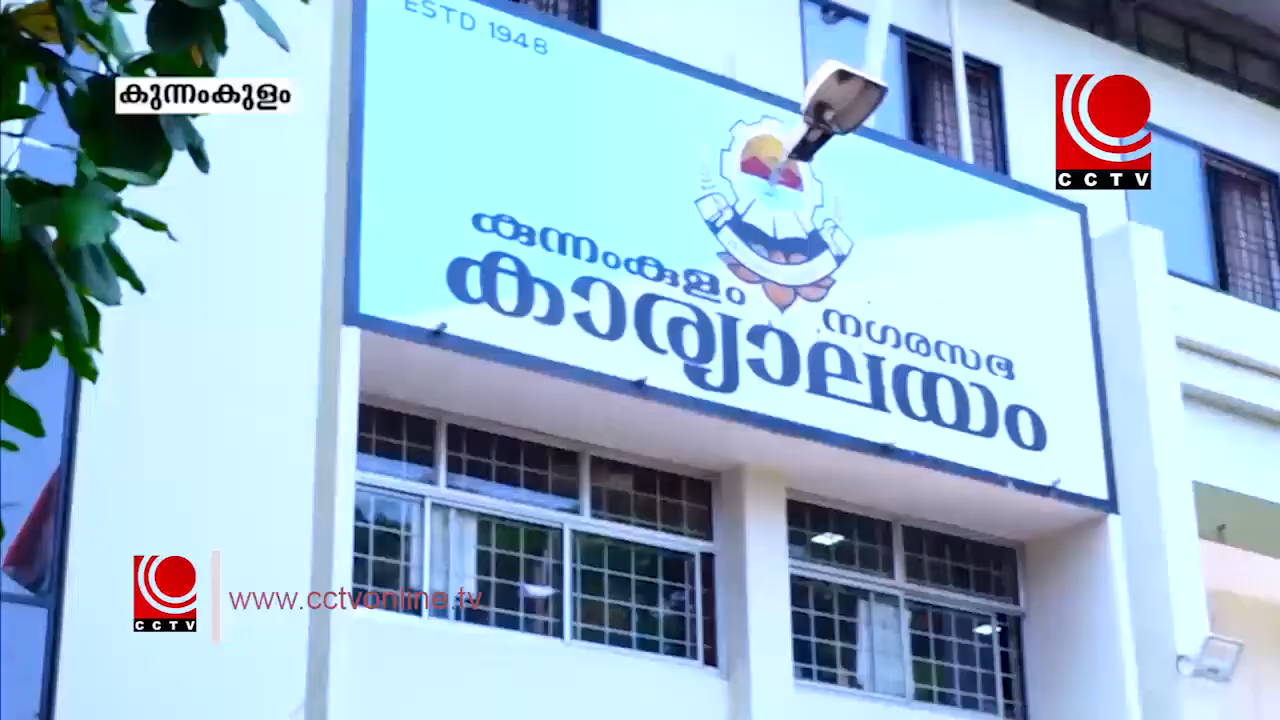 ESTD 1948
കുന്നംകുളം
CCTV
കുന്നംകുളം നഗരസഭ
കാര്യാലയം
CCTV
www.cctvonline.tv